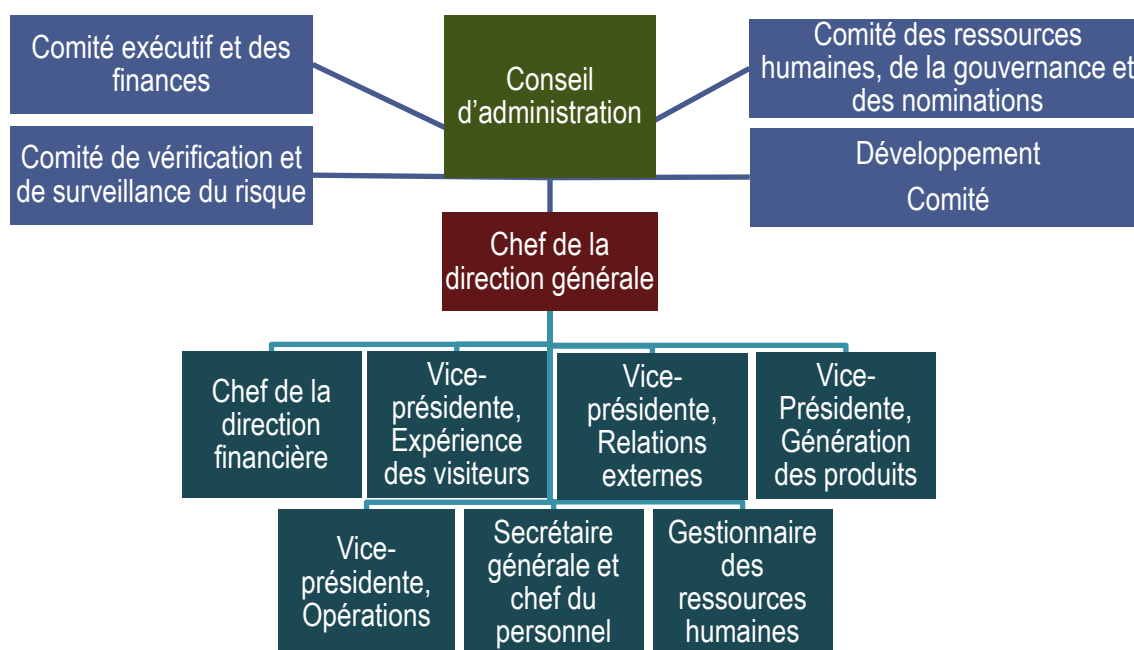 Comité exécutif et des
finances
Conseil
d’administration
Comité des ressources
humaines, de la gouvernance et
des nominations
Comité de vérification et
de surveillance du risque
Développement
Comité
Chef de la
direction générale
Chef de la
direction
financière
Vice-
présidente,
Expérience
des visiteurs
Vice-
présidente,
Relations
externes
Vice-
Présidente,
Génération
des produits
Vice-
présidente,
Opérations
Secrétaire
générale et
chef du
personnel
Gestionnaire
des
ressources
humaines